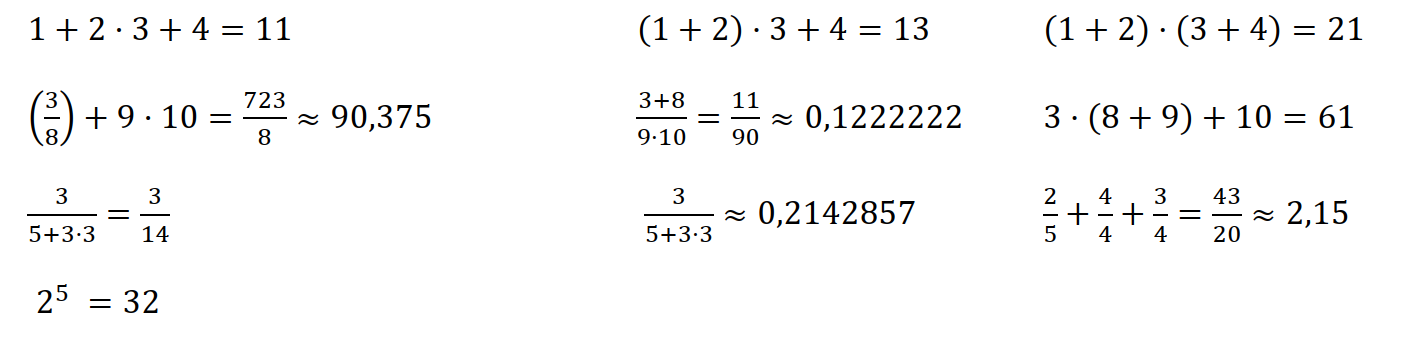 1 + 2 · 3 + 4 = 11 (1 + 2) · 3 + 4 = 13 (1 + 2) · (3 + 4) = 21
(3/8) + 9 · 10 = 723/8 ≈ 90,375 3+8/9·10 = 11/90 ≈ 0,1222222 3 · (8 + 9) + 10 = 61
3/5+3·3 = 3/14 3/5+3·3 ≈ 0,2142857 2/5 + 4/4 + 3/4 = 43/20 ≈ 2,15
2⁵ = 32